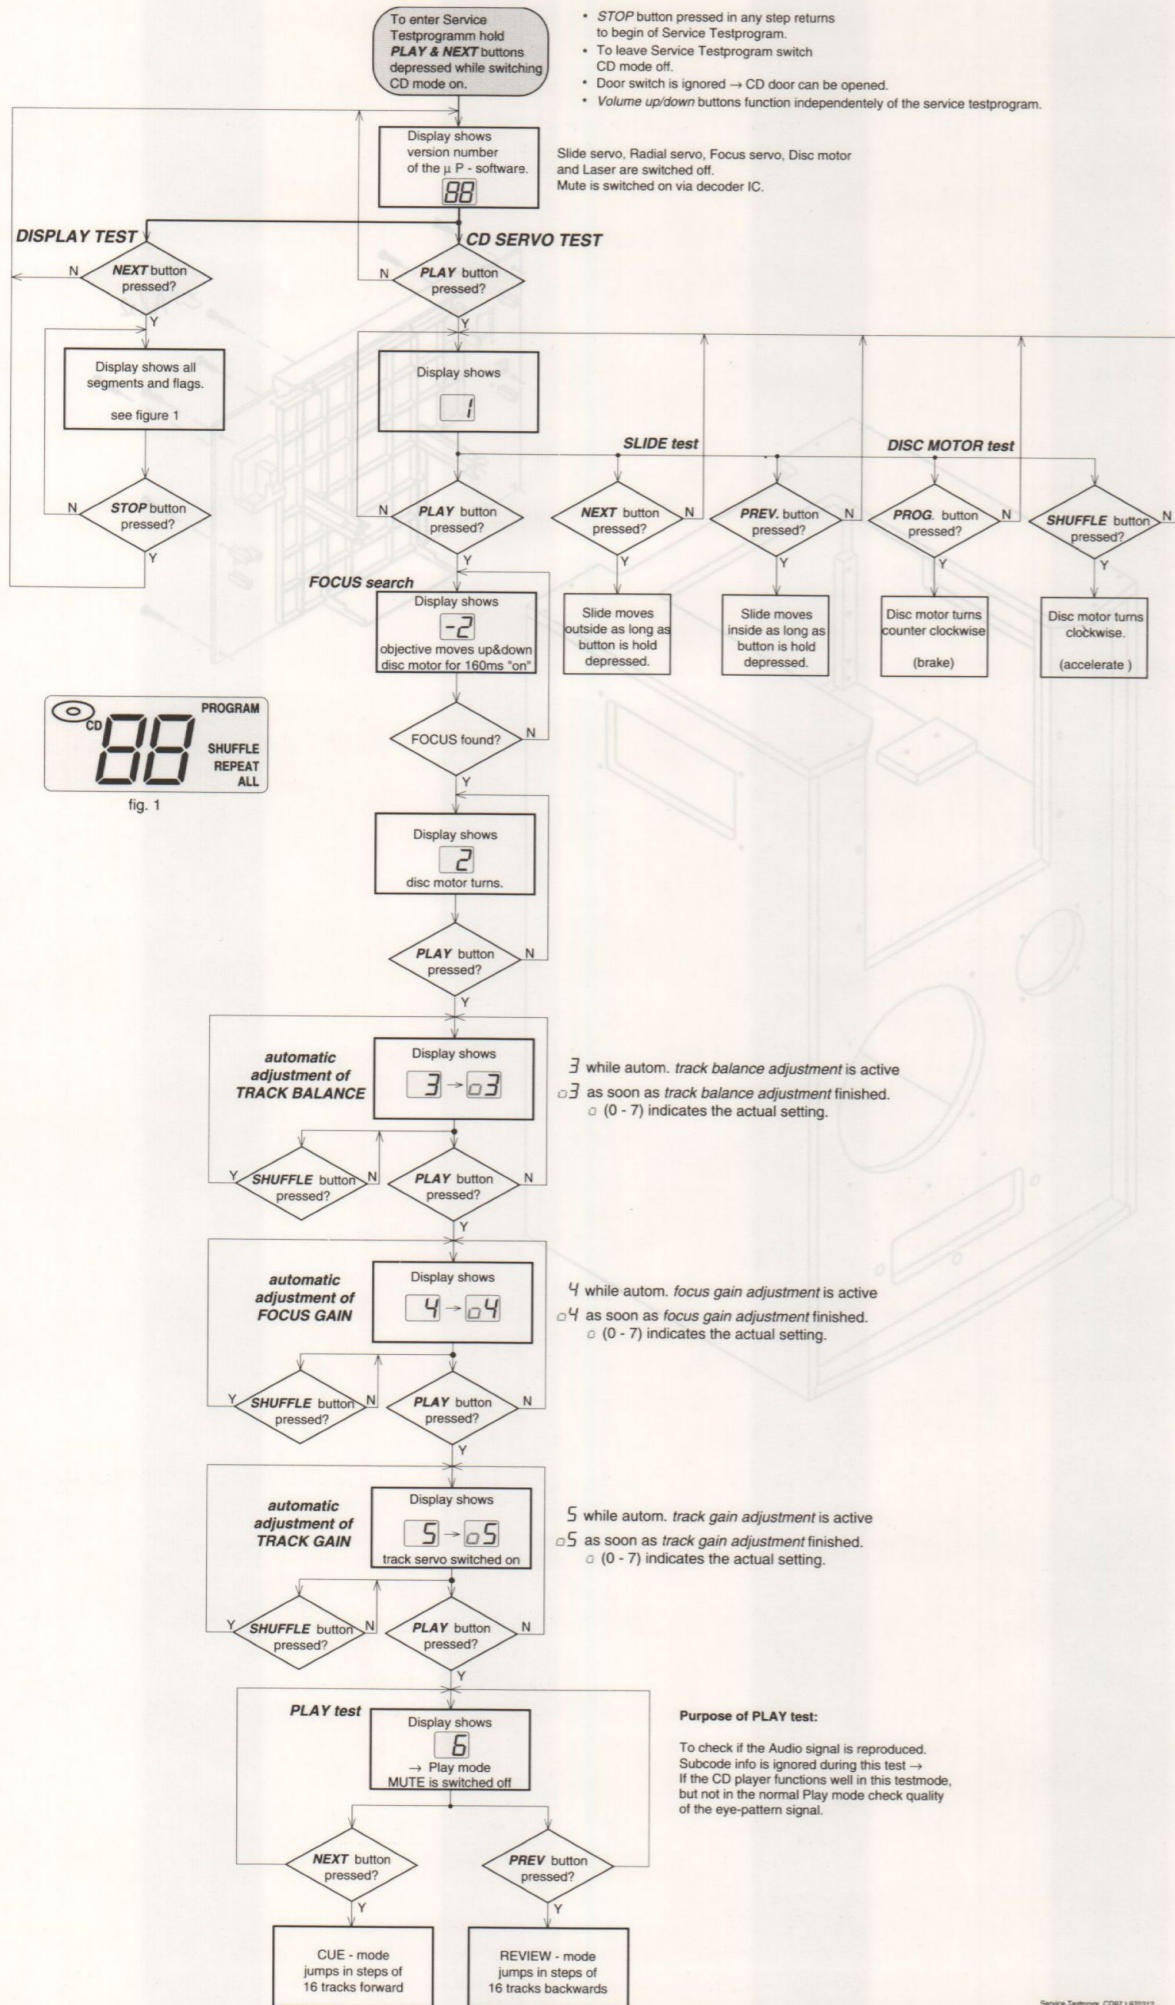 To enter Service
Testprogramm hold
PLAY & NEXT buttons
depressed while switching
CD mode on.
• STOP button pressed in any step returns
to begin of Service Testprogram.
• To leave Service Testprogram switch
CD mode off.
• Door switch is ignored → CD door can be opened.
• Volume up/down buttons function independentely of the service testprogram.
Display shows
version number
of the µ P - software.
88
Slide servo, Radial servo, Focus servo, Disc motor
and Laser are switched off.
Mute is switched on via decoder IC.
DISPLAY TEST
CD SERVO TEST
NEXT button
pressed?
N
Y
PLAY button
pressed?
N
Y
Display shows all
segments and flags.
see figure 1
Display shows
1
SLIDE test
DISC MOTOR test
STOP button
pressed?
N
Y
PLAY button
pressed?
N
Y
NEXT button
pressed?
N
Y
PREV. button
pressed?
N
Y
PROG. button
pressed?
N
Y
SHUFFLE button
pressed?
N
Y
FOCUS search
Display shows
-2
objective moves up&down
disc motor for 160ms "on"
Slide moves
outside as long as
button is hold
depressed.
Slide moves
inside as long as
button is hold
depressed.
Disc motor turns
counter clockwise
(brake)
Disc motor turns
clockwise.
(accelerate )
CD
88
PROGRAM
SHUFFLE
REPEAT
ALL
fig. 1
FOCUS found?
N
Y
Display shows
2
disc motor turns.
PLAY button
pressed?
N
Y
automatic
adjustment of
TRACK BALANCE
Display shows
3 → o3
3 while autom. track balance adjustment is active
o3 as soon as track balance adjustment finished.
o (0 - 7) indicates the actual setting.
Y
SHUFFLE button
pressed?
N
PLAY button
pressed?
N
Y
automatic
adjustment of
FOCUS GAIN
Display shows
4 → o4
4 while autom. focus gain adjustment is active
o4 as soon as focus gain adjustment finished.
o (0 - 7) indicates the actual setting.
Y
SHUFFLE button
pressed?
N
PLAY button
pressed?
N
Y
automatic
adjustment of
TRACK GAIN
Display shows
5 → o5
track servo switched on
5 while autom. track gain adjustment is active
o5 as soon as track gain adjustment finished.
o (0 - 7) indicates the actual setting.
Y
SHUFFLE button
pressed?
N
PLAY button
pressed?
N
Y
PLAY test
Display shows
6
→ Play mode
MUTE is switched off
Purpose of PLAY test:
To check if the Audio signal is reproduced.
Subcode info is ignored during this test →
If the CD player functions well in this testmode,
but not in the normal Play mode check quality
of the eye-pattern signal.
NEXT button
pressed?
Y
PREV button
pressed?
Y
CUE - mode
jumps in steps of
16 tracks forward
REVIEW - mode
jumps in steps of
16 tracks backwards